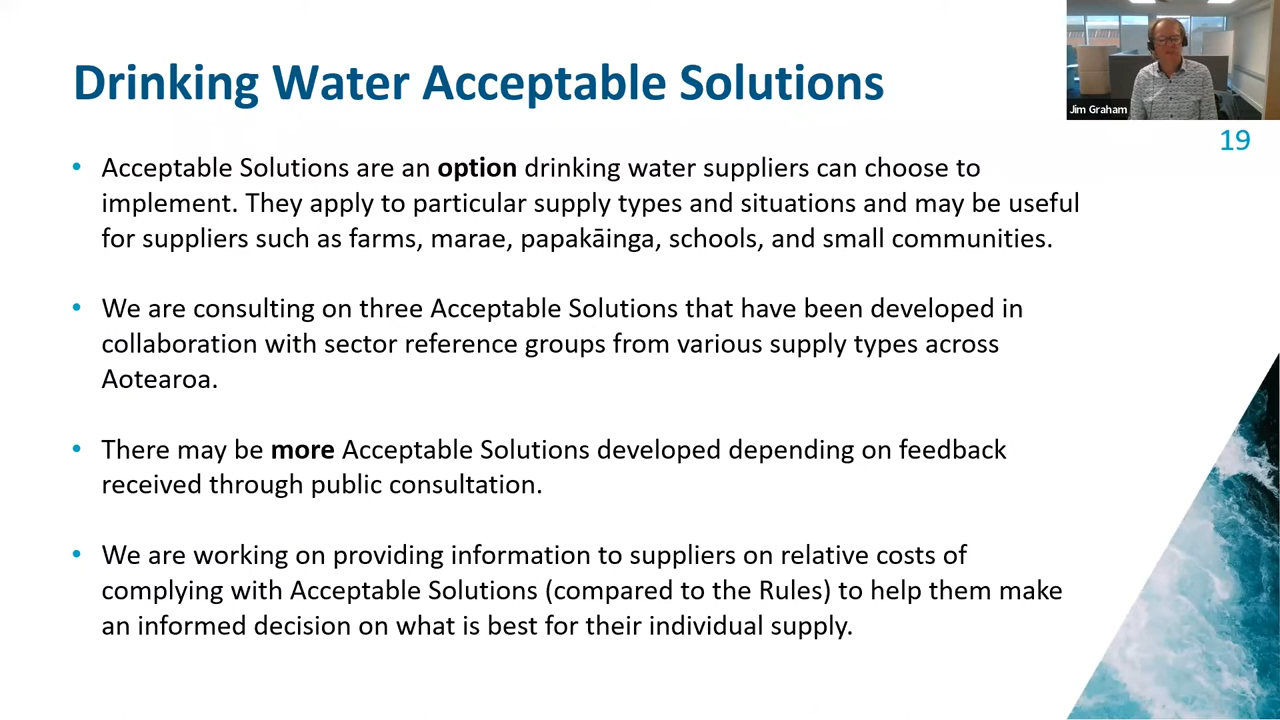 Drinking Water Acceptable Solutions
Jim Graham
19
• Acceptable Solutions are an option drinking water suppliers can choose to
implement. They apply to particular supply types and situations and may be useful
for suppliers such as farms, marae, papakāinga, schools, and small communities.
• We are consulting on three Acceptable Solutions that have been developed in
collaboration with sector reference groups from various supply types across
Aotearoa.
• There may be more Acceptable Solutions developed depending on feedback
received through public consultation.
• We are working on providing information to suppliers on relative costs of
complying with Acceptable Solutions (compared to the Rules) to help them make
an informed decision on what is best for their individual supply.